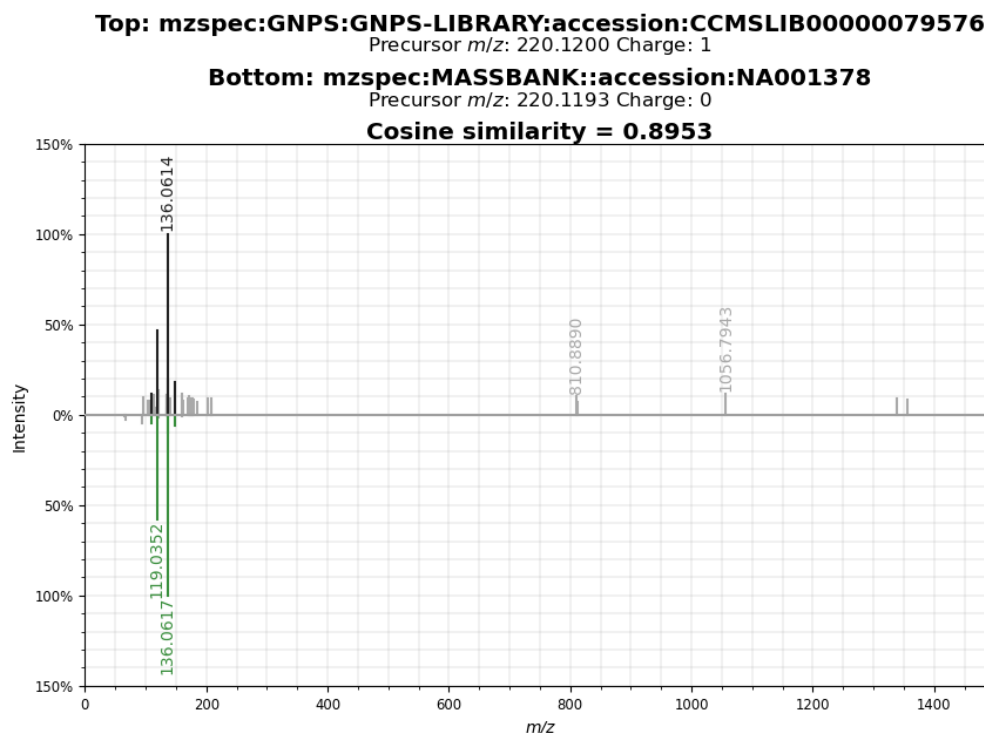 Top: mzspec:GNPS:GNPS-LIBRARY:accession:CCMSLIB00000079576
Precursor m/z: 220.1200 Charge: 1
Bottom: mzspec:MASSBANK::accession:NA001378
Precursor m/z: 220.1193 Charge: 0
Cosine similarity = 0.8953
150%
100%
50%
0%
50%
100%
150%
Intensity
136.0614
810.8890
1056.7943
119.0352
136.0617
0 200 400 600 800 1000 1200 1400
m/z